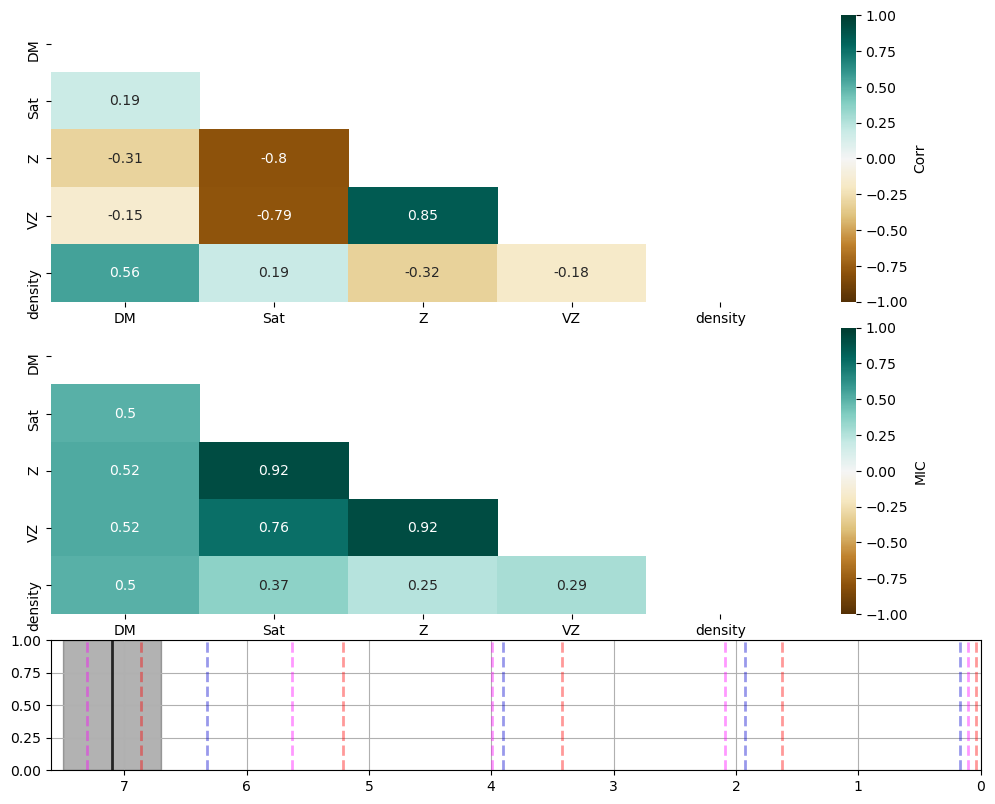 DM
Sat
Z
VZ
density
0.19
-0.31 -0.8
-0.15 -0.79 0.85
0.56 0.19 -0.32 -0.18
DM Sat Z VZ density
1.00
0.75
0.50
0.25
0.00
−0.25
−0.50
−0.75
−1.00
Corr
DM
Sat
Z
VZ
density
0.5
0.52 0.92
0.52 0.76 0.92
0.5 0.37 0.25 0.29
DM Sat Z VZ density
1.00
0.75
0.50
0.25
0.00
−0.25
−0.50
−0.75
−1.00
MIC
1.00
0.75
0.50
0.25
0.00
7 6 5 4 3 2 1 0